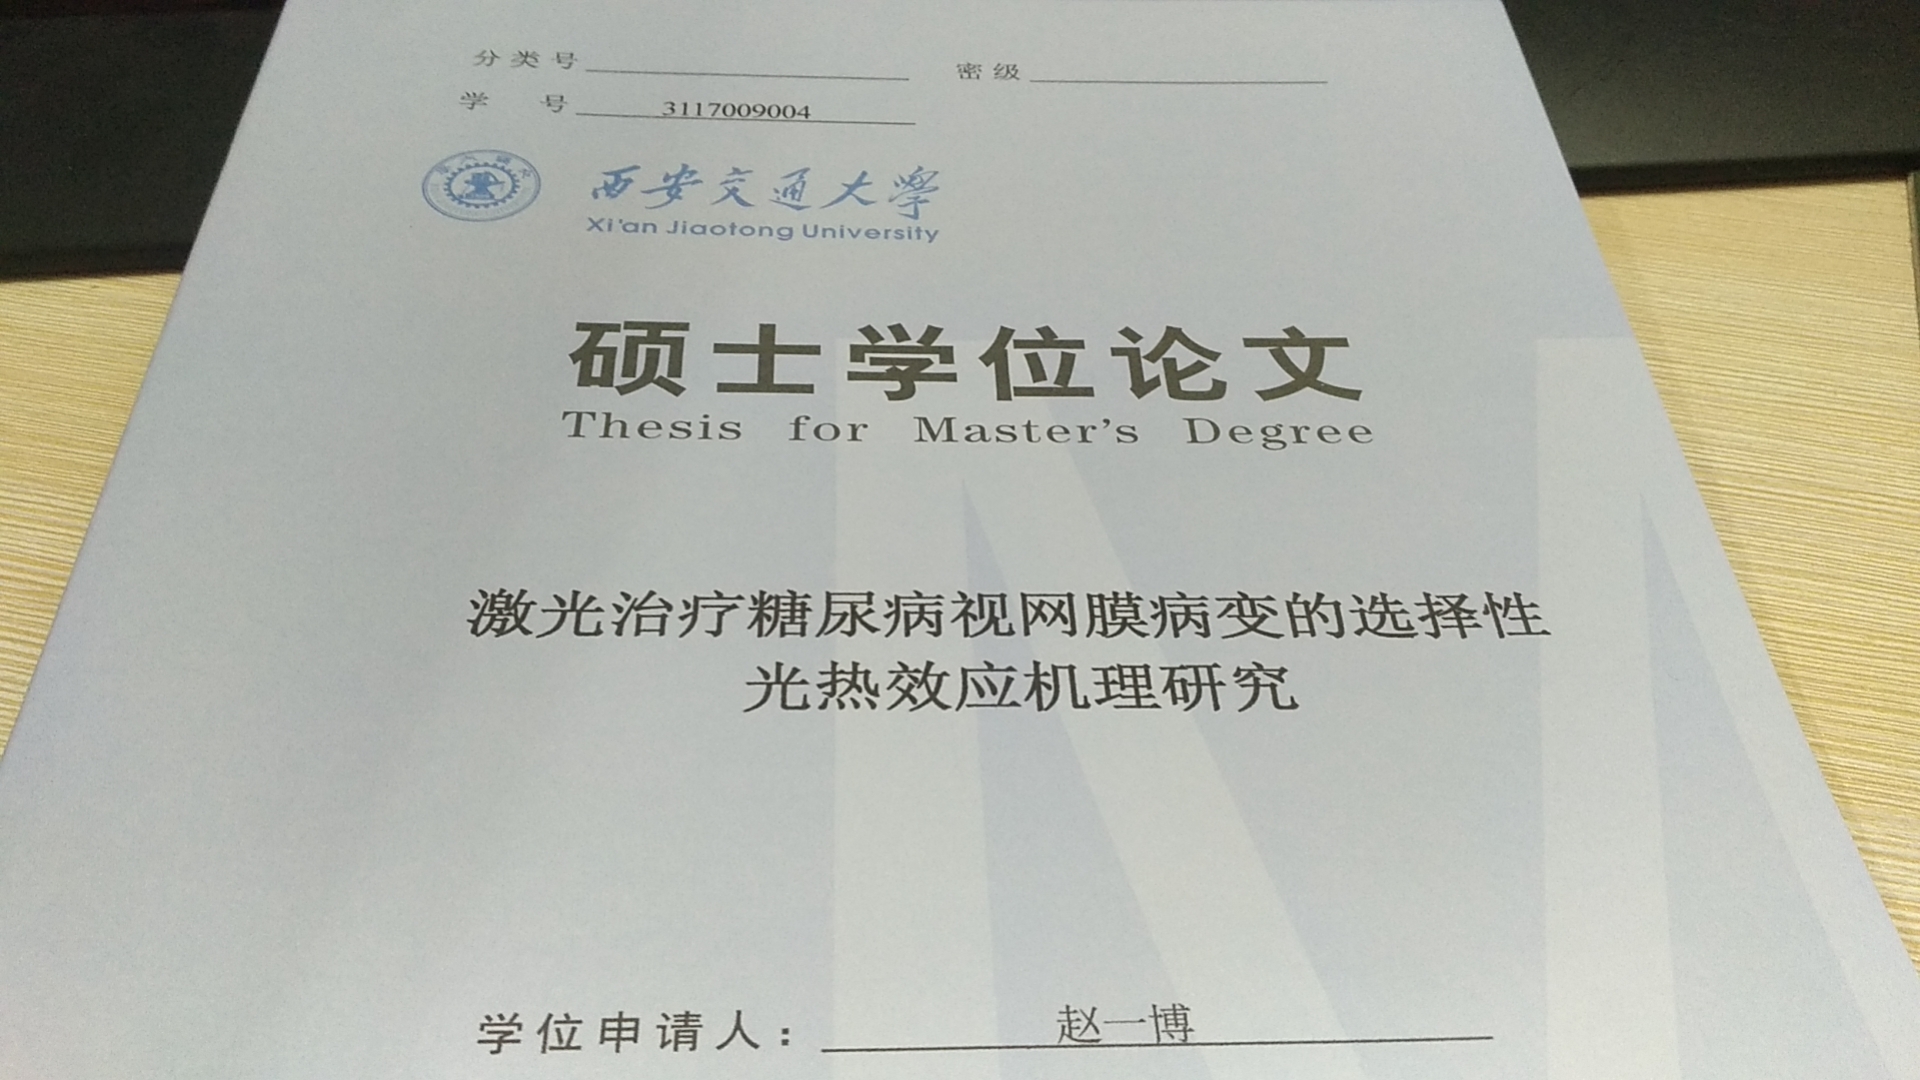 分类号 密级
学 号 3117009004
西安交通大学
Xi'an Jiaotong University
硕士学位论文
Thesis for Master's Degree
激光治疗糖尿病视网膜病变的选择性
光热效应机理研究
学位申请人： 赵一博